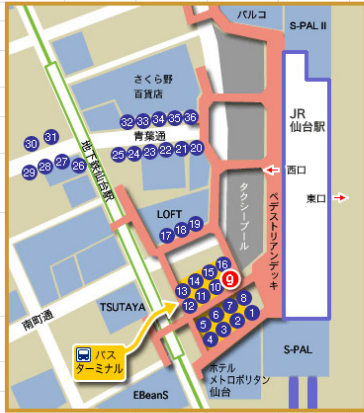 パルコ
S-PAL II
さくら野
百貨店
JR
仙台駅
32 33 34 35 36
31
30
青葉通
25 24 23 22 21 20
29 28 27 26
地下鉄仙台駅
西口
東口
タクシープール
ペデストリアンデッキ
LOFT
17 18 19
16
15
14
13
9
10
11
12
8
7
6
5
1
2
3
4
南町通
TSUTAYA
バス
ターミナル
S-PAL
ホテル
メトロポリタン
仙台
EBeanS